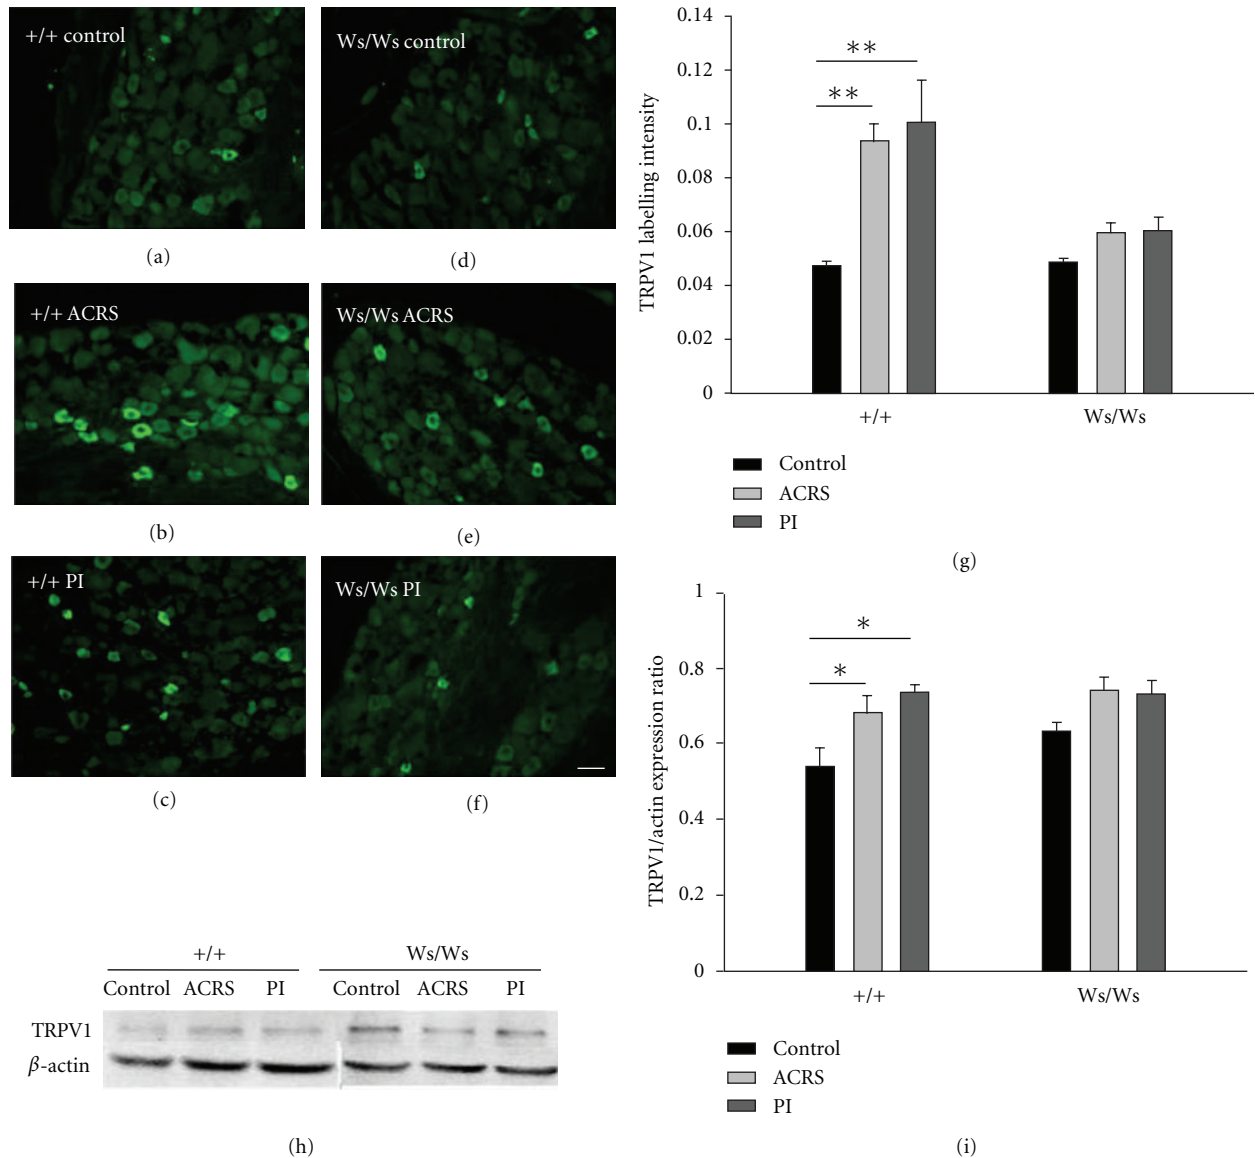 +/+ control
(a)
Ws/Ws control
(d)
+/+ ACRS
(b)
Ws/Ws ACRS
(e)
+/+ PI
(c)
Ws/Ws PI
(f)
+/+ Ws/Ws
Control ACRS PI Control ACRS PI
TRPV1
β-actin
(h)
TRPV1 labelling intensity
0.14
0.12
0.1
0.08
0.06
0.04
0.02
0
**
**
+/+ Ws/Ws
Control
ACRS
PI
(g)
TRPV1/actin expression ratio
1
0.8
0.6
0.4
0.2
0
*
*
+/+ Ws/Ws
Control
ACRS
PI
(i)